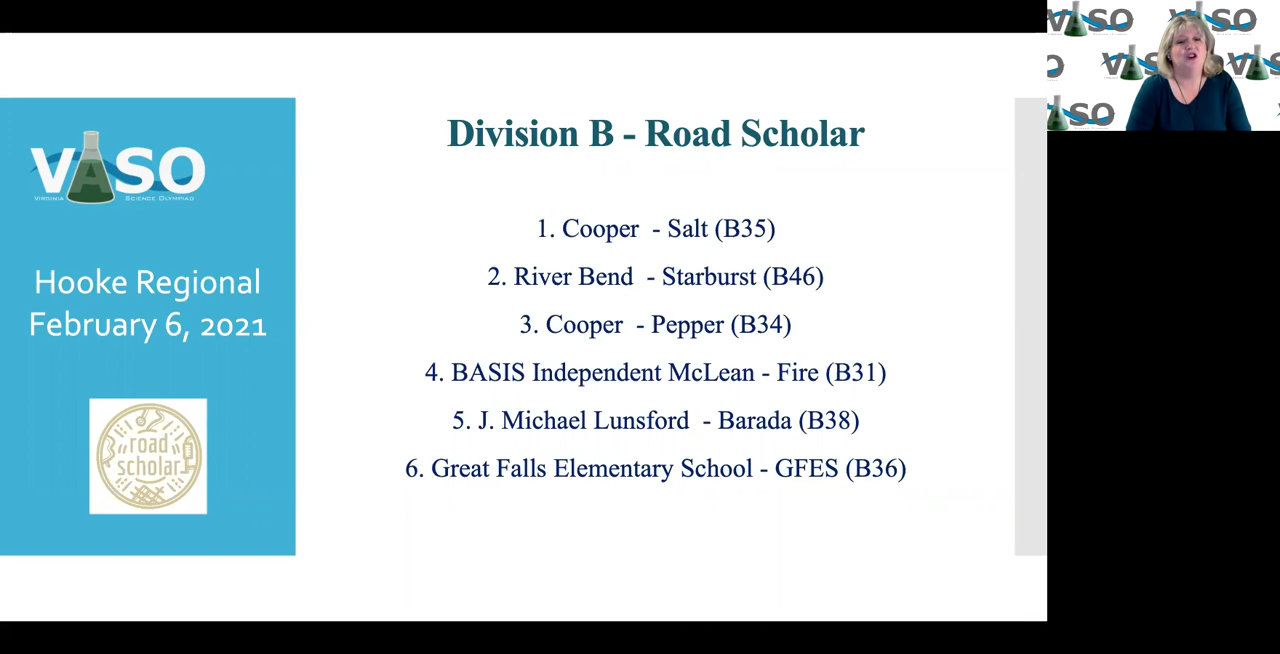 VASO
VIRGINIA SCIENCE OLYMPIAD
Hooke Regional
February 6, 2021
road
scholar
Division B - Road Scholar
1. Cooper - Salt (B35)
2. River Bend - Starburst (B46)
3. Cooper - Pepper (B34)
4. BASIS Independent McLean - Fire (B31)
5. J. Michael Lunsford - Barada (B38)
6. Great Falls Elementary School - GFES (B36)
VASO
VASO